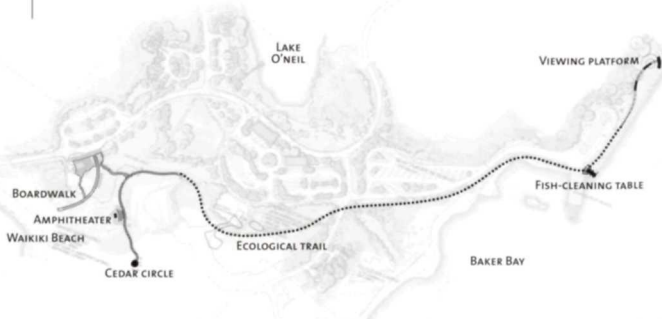 Lake
O'Neil
Viewing platform
Fish-cleaning table
Boardwalk
Amphitheater
Waikiki Beach
Ecological trail
Cedar circle
Baker Bay